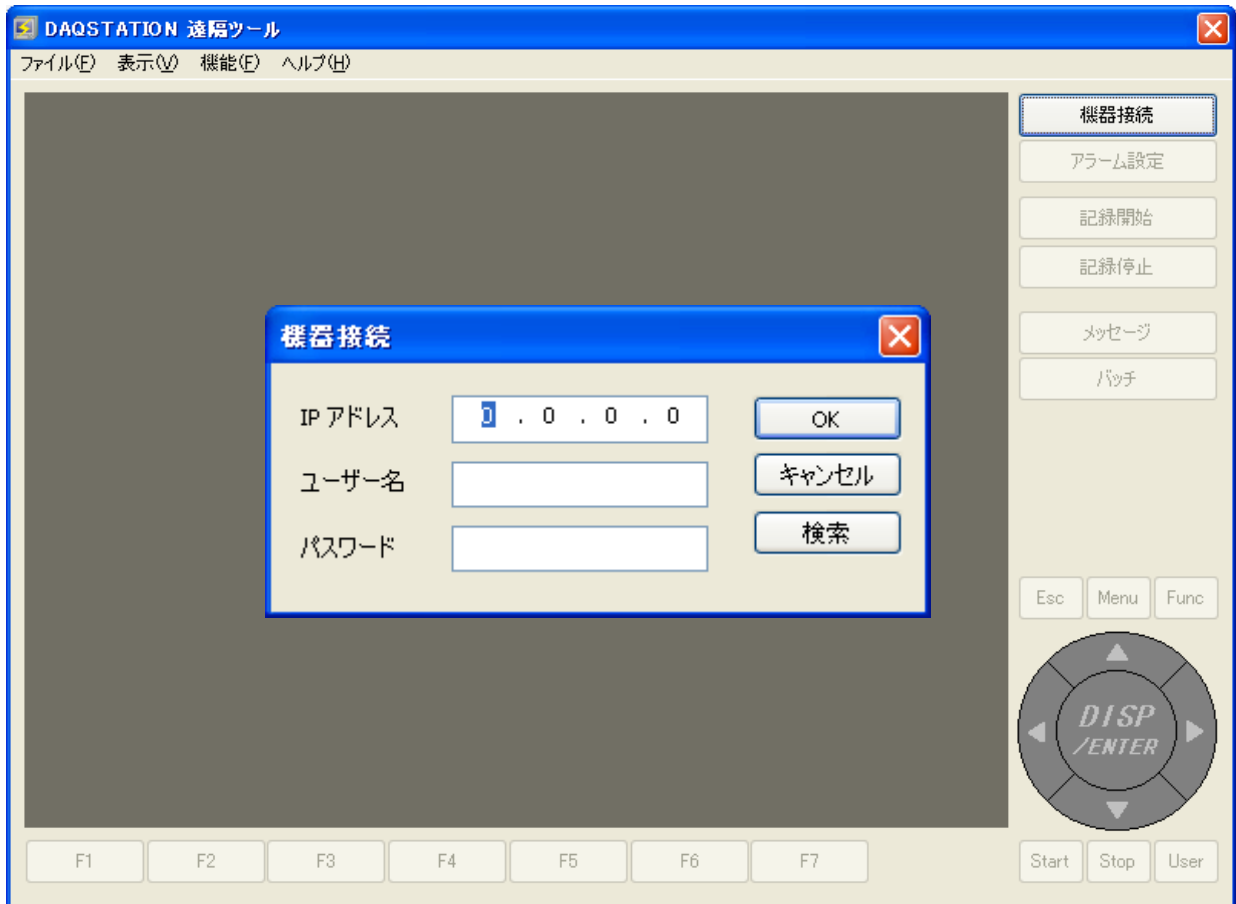 DAQSTATION 遠隔ツール
ファイル(F) 表示(V) 機能(F) ヘルプ(H)
機器接続
アラーム設定
記録開始
記録停止
メッセージ
バッチ
機器接続
IP アドレス 0 . 0 . 0 . 0 OK
ユーザー名 キャンセル
パスワード 検索
Esc Menu Func
DISP
/ENTER
F1 F2 F3 F4 F5 F6 F7 Start Stop User